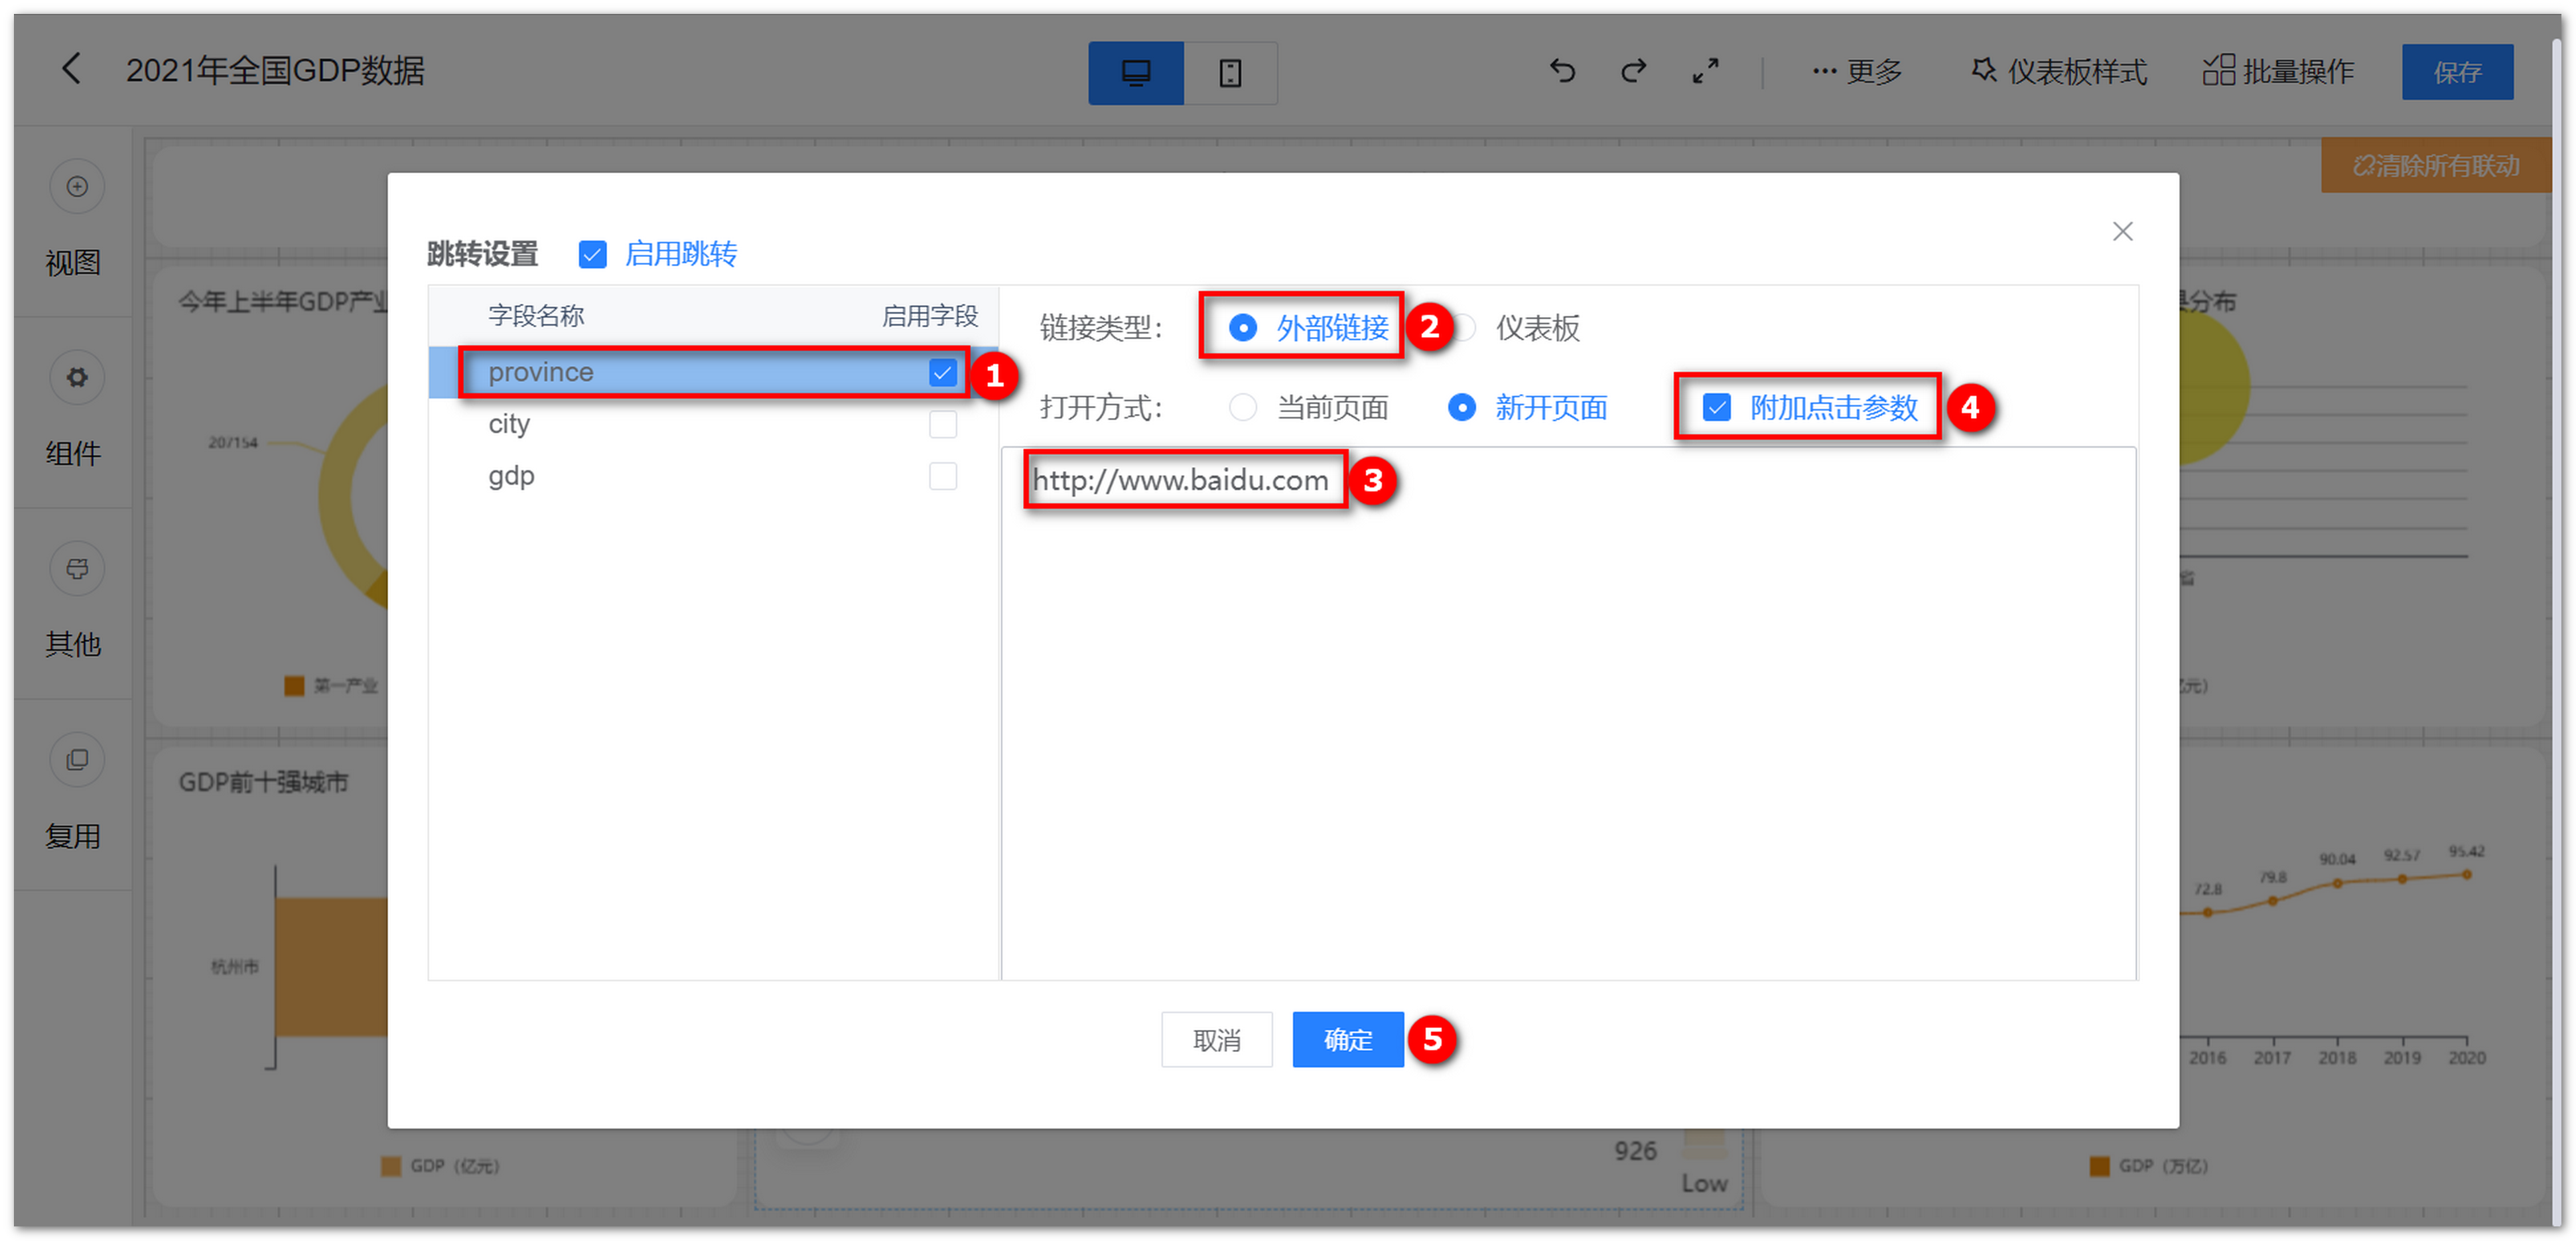 2021年全国GDP数据
更多
仪表板样式
批量操作
保存
清除所有联动
视图
组件
其他
复用
跳转设置
启用跳转
字段名称
启用字段
province
1
city
gdp
链接类型：
外部链接
2
仪表板
打开方式：
当前页面
新开页面
附加点击参数
4
http://www.baidu.com
3
取消
确定
5
今年上半年GDP产业
207154
第一产业
县分布
省
亿元）
GDP前十强城市
杭州市
GDP（亿元）
926
Low
72.8
79.8
90.04
92.57
95.42
2016
2017
2018
2019
2020
GDP（万亿）